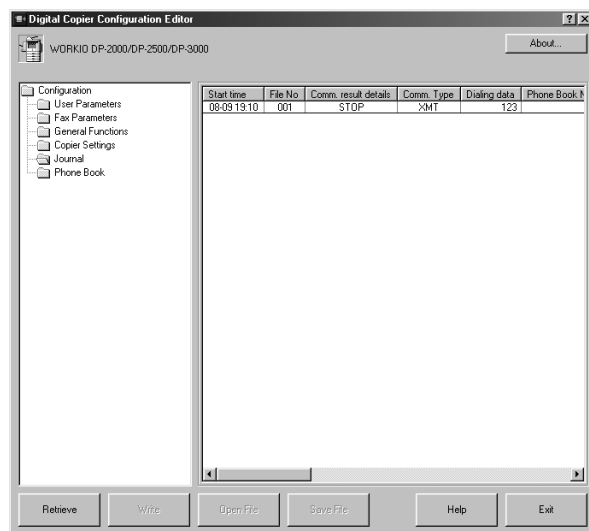 Digital Copier Configuration Editor
WORKIO DP-2000/DP-2500/DP-3000
About...
Configuration
User Parameters
Fax Parameters
General Functions
Copier Settings
Journal
Phone Book
Start time File No Comm. result details Comm. Type Dialing data Phone Book N
08-09 19:10 001 STOP XMT 123
Retrieve Write Open File Save File Help Exit